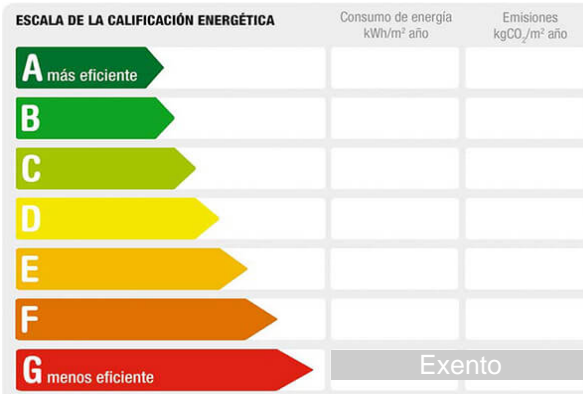 ESCALA DE LA CALIFICACIÓN ENERGÉTICA
Consumo de energía
kWh/m² año
Emisiones
kgCO₂/m² año
A más eficiente
B
C
D
E
F
G menos eficiente
Exento